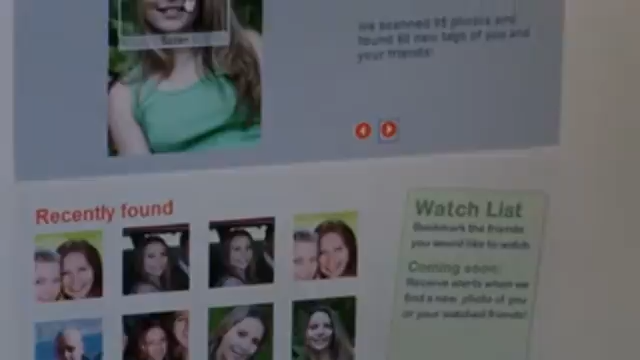 We scanned 98 photos and
found 60 new tags of you and
your friends!
Recently found
Watch List
Bookmark the friends
you would like to watch
Coming soon:
Receive alerts when we
find a new photo of you
or your watched friends!